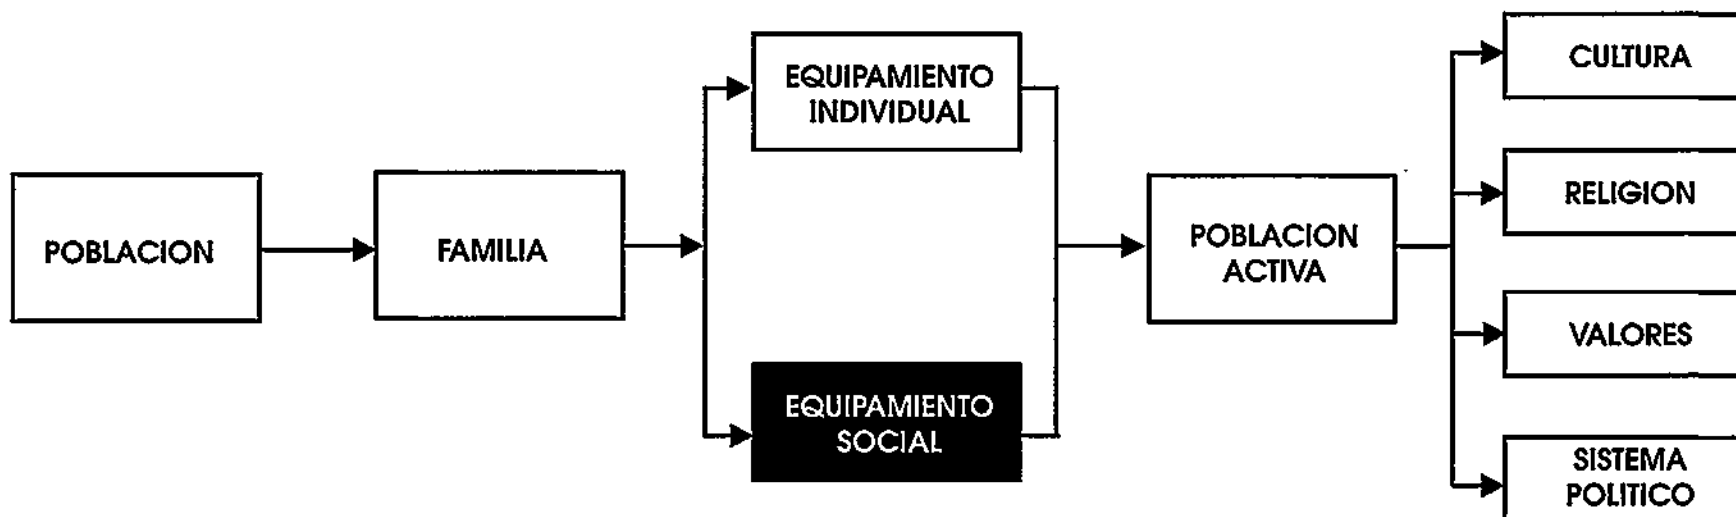 POBLACION
FAMILIA
EQUIPAMIENTO
INDIVIDUAL
EQUIPAMIENTO
SOCIAL
POBLACION
ACTIVA
CULTURA
RELIGION
VALORES
SISTEMA
POLITICO